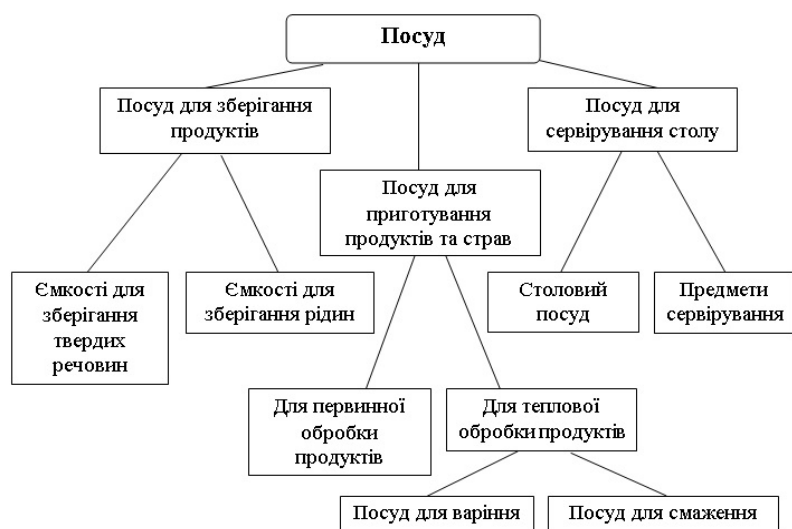 Посуд
Посуд для зберігання
продуктів
Посуд для
сервірування столу
Посуд для
приготування
продуктів та страв
Ємкості для
зберігання
твердих
речовин
Ємкості для
зберігання рідин
Столовий
посуд
Предмети
сервірування
Для первинної
обробки
продуктів
Для теплової
обробки продуктів
Посуд для варіння
Посуд для смаження